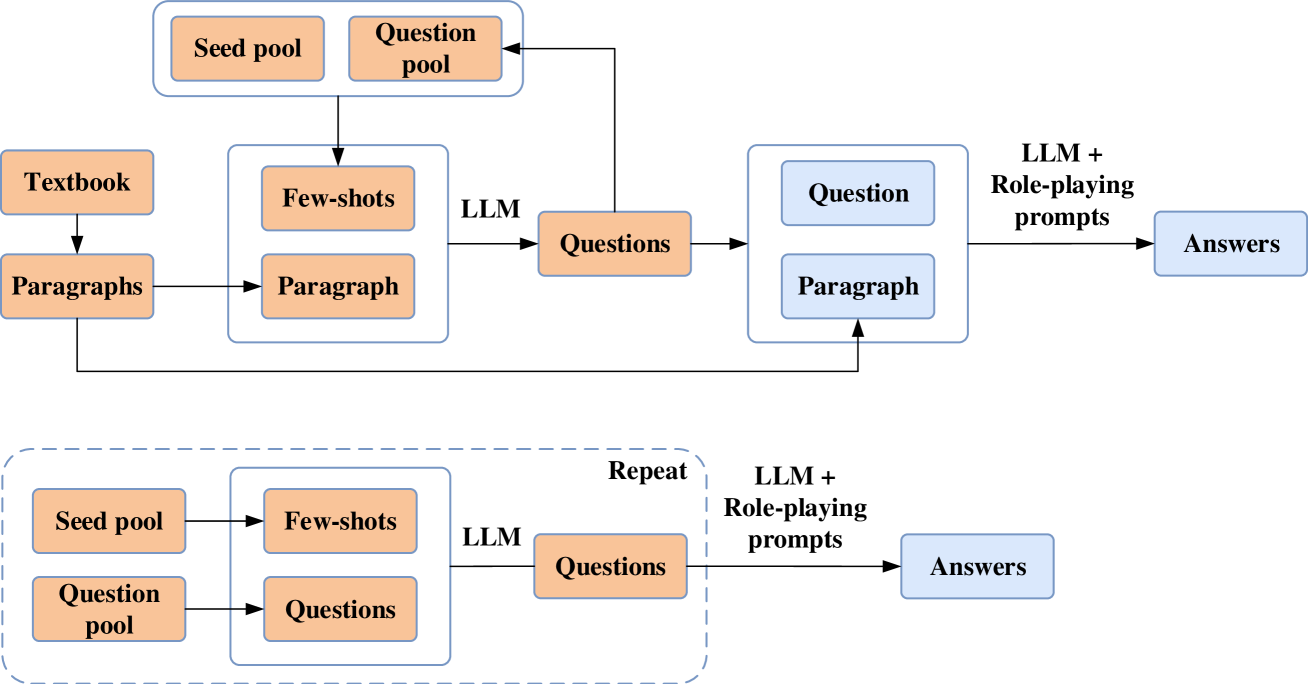 Seed pool
Question
pool
Textbook
Few-shots
LLM
Questions
Question
LLM +
Role-playing
prompts
Answers
Paragraphs
Paragraph
Paragraph
Repeat
Seed pool
Few-shots
LLM
Questions
LLM +
Role-playing
prompts
Answers
Question
pool
Questions